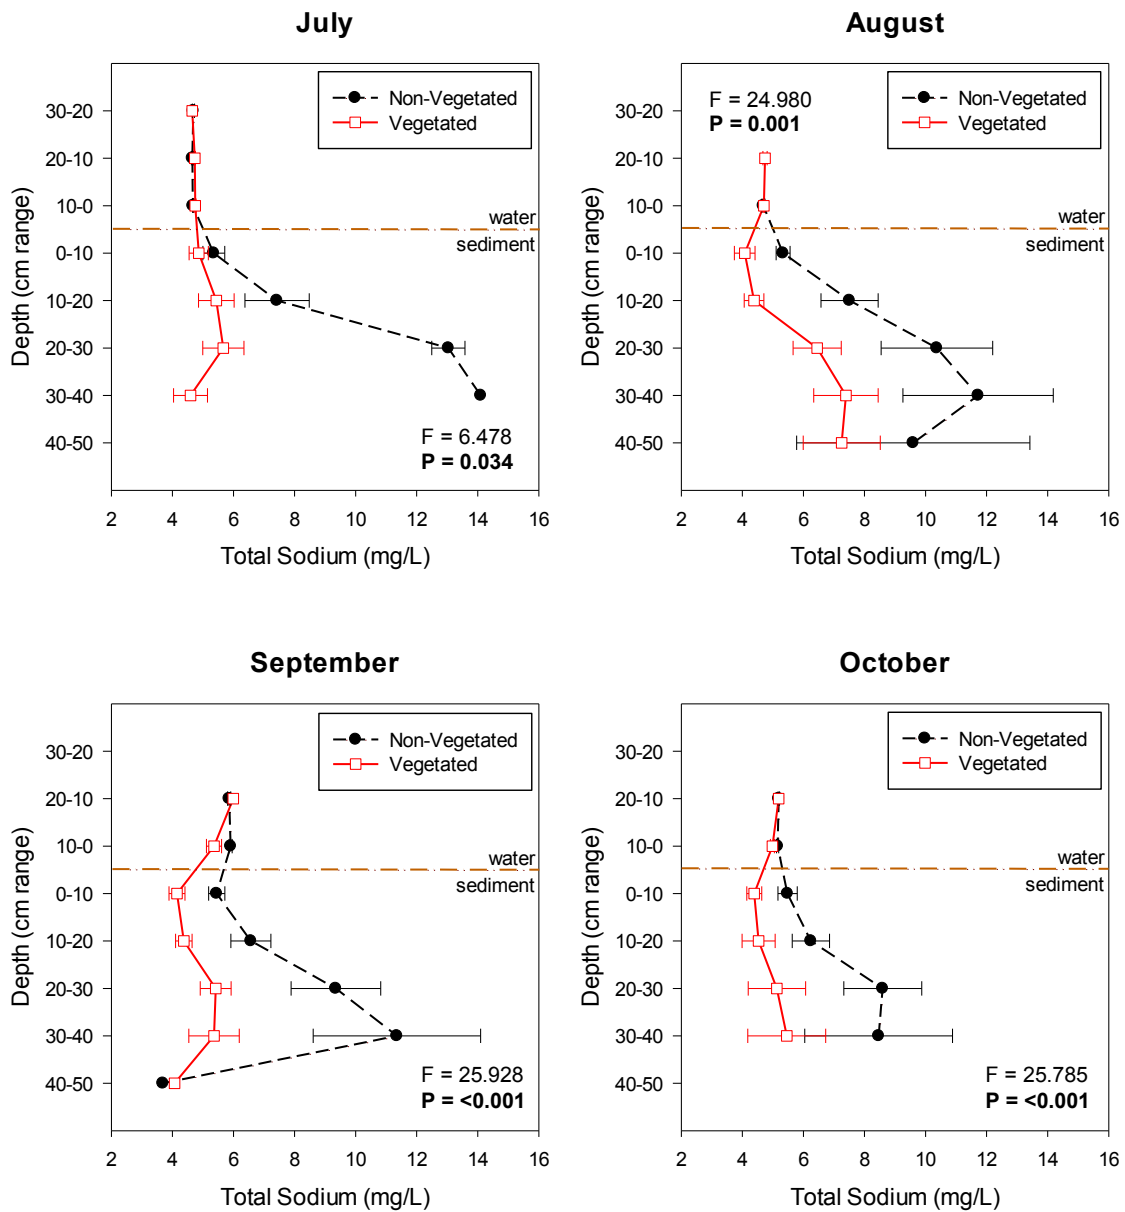 July
Non-Vegetated
Vegetated
30-20
20-10
10-0
0-10
10-20
20-30
30-40
40-50
Depth (cm range)
water
sediment
F = 6.478
P = 0.034
2 4 6 8 10 12 14 16
Total Sodium (mg/L)
August
F = 24.980
P = 0.001
Non-Vegetated
Vegetated
30-20
20-10
10-0
0-10
10-20
20-30
30-40
40-50
Depth (cm range)
water
sediment
2 4 6 8 10 12 14 16
Total Sodium (mg/L)
September
Non-Vegetated
Vegetated
30-20
20-10
10-0
0-10
10-20
20-30
30-40
40-50
Depth (cm range)
water
sediment
F = 25.928
P = <0.001
2 4 6 8 10 12 14 16
Total Sodium (mg/L)
October
Non-Vegetated
Vegetated
30-20
20-10
10-0
0-10
10-20
20-30
30-40
40-50
Depth (cm range)
water
sediment
F = 25.785
P = <0.001
2 4 6 8 10 12 14 16
Total Sodium (mg/L)